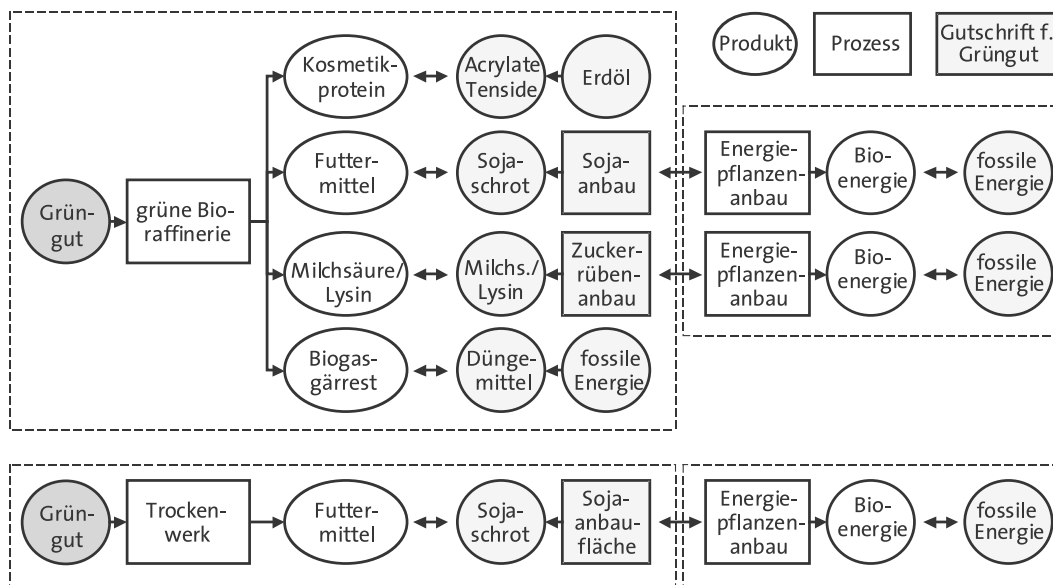 Produkt
Prozess
Gutschrift f.
Grüngut
Kosmetik-
protein
Acrylate
Tenside
Erdöl
Futter-
mittel
Soja-
schrot
Soja-
anbau
Energie-
pflanzen-
anbau
Bio-
energie
fossile
Energie
Grün-
gut
grüne Bio-
raffinerie
Milchsäure/
Lysin
Milchs./
Lysin
Zucker-
rüben-
anbau
Energie-
pflanzen-
anbau
Bio-
energie
fossile
Energie
Biogas-
gärrest
Dünge-
mittel
fossile
Energie
Grün-
gut
Trocken-
werk
Futter-
mittel
Soja-
schrot
Soja-
anbau-
fläche
Energie-
pflanzen-
anbau
Bio-
energie
fossile
Energie